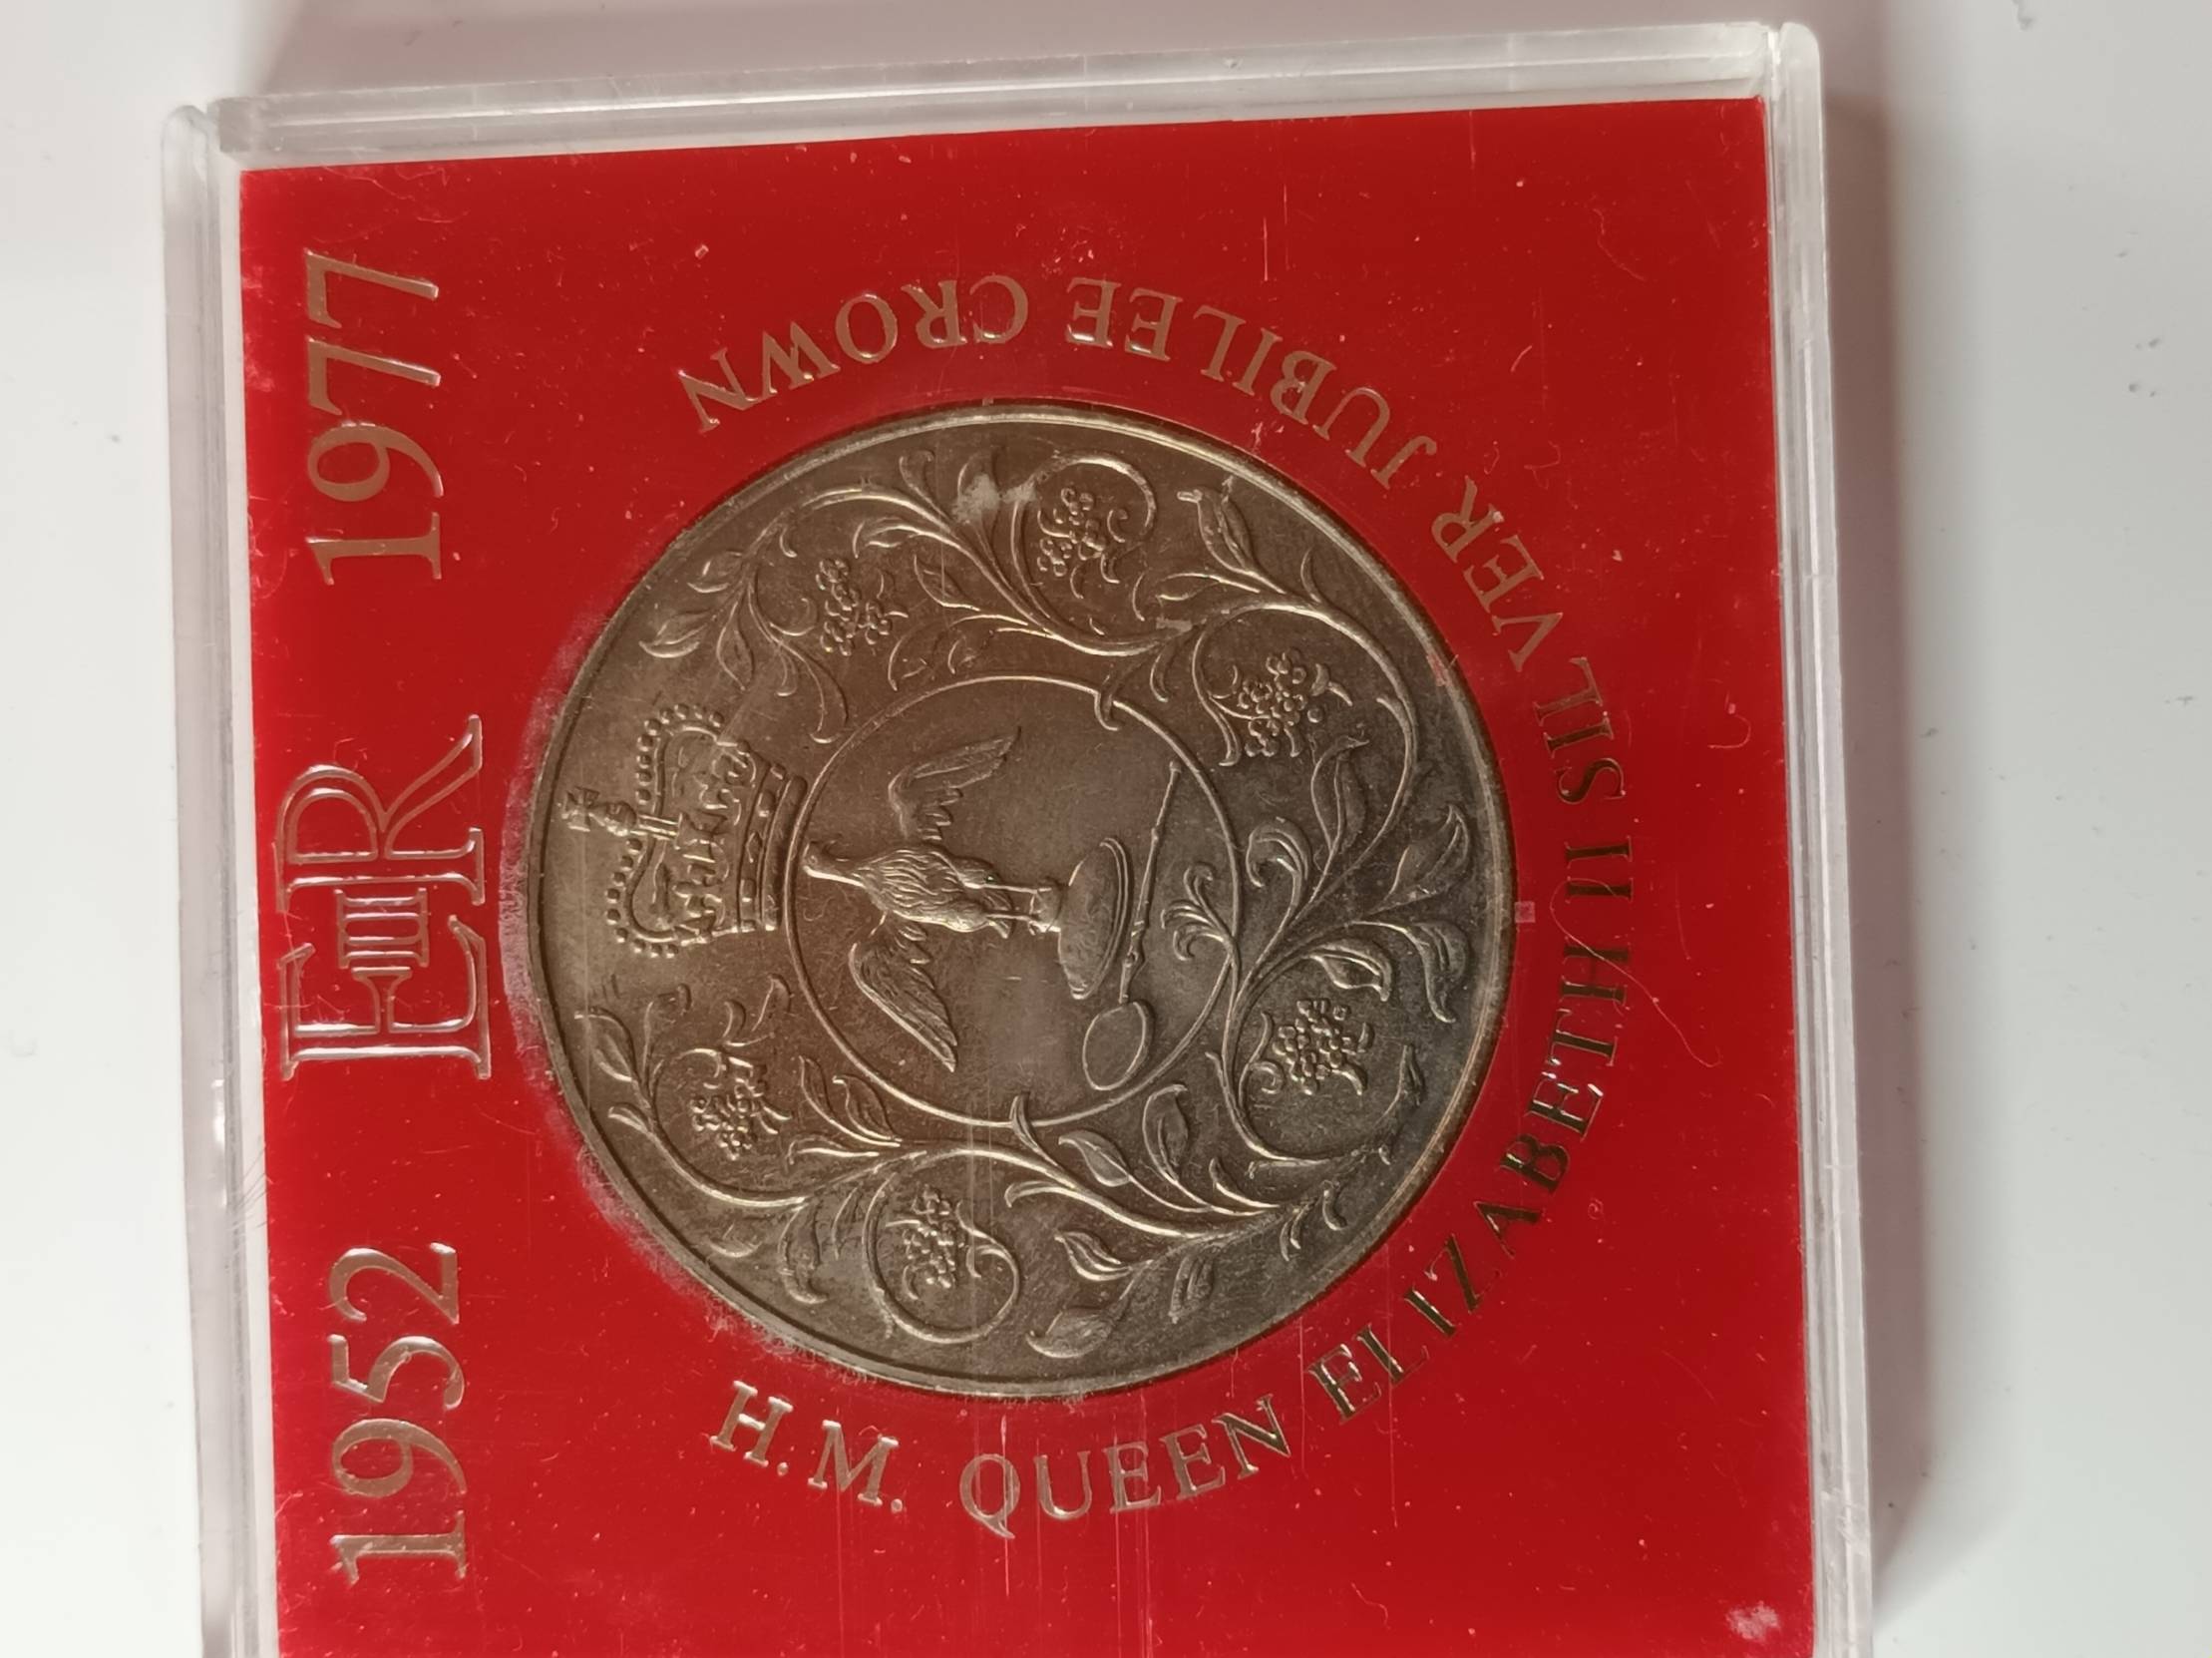 1952 EIIR 1977
H.M. QUEEN ELIZABETH II SILVER JUBILEE CROWN